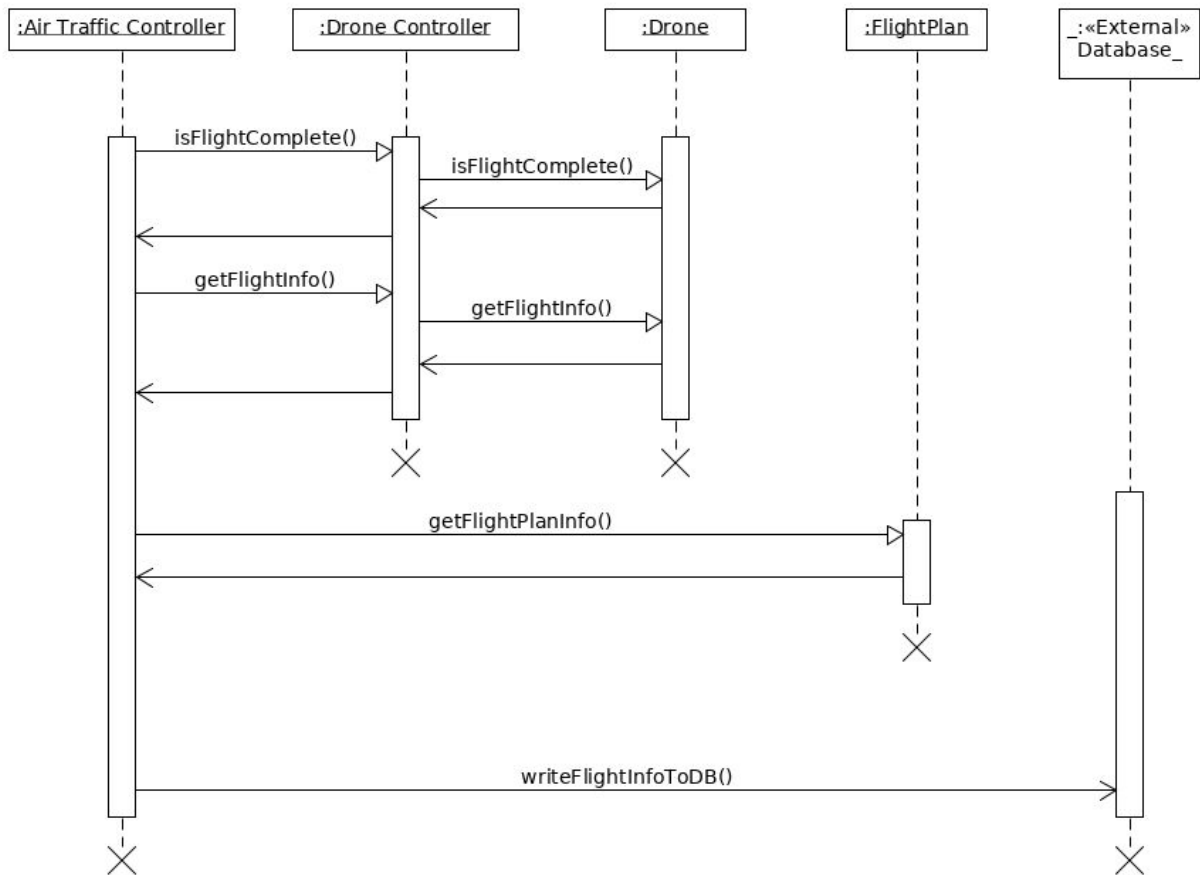 :Air Traffic Controller
:Drone Controller
:Drone
:FlightPlan
_:«External»
Database_
isFlightComplete()
isFlightComplete()
getFlightInfo()
getFlightInfo()
getFlightPlanInfo()
writeFlightInfoToDB()